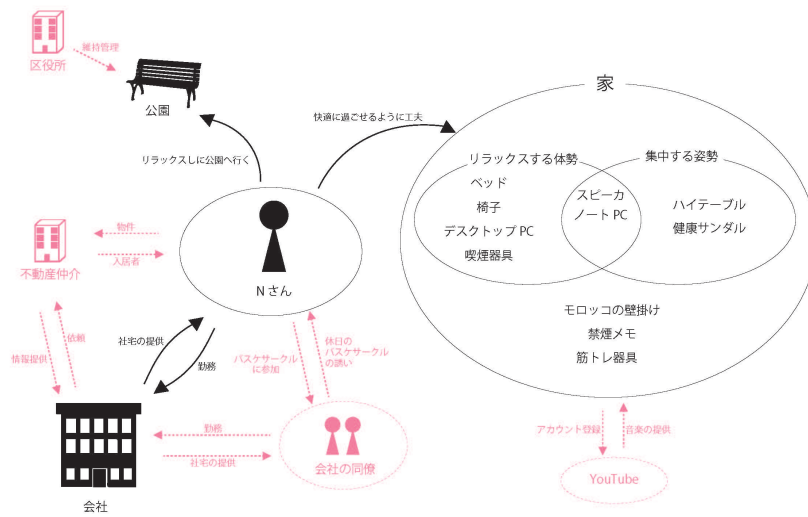 区役所
維持管理
公園
リラックスしに公園へ行く
快適に過ごせるように工夫
家
リラックスする体勢
集中する姿勢
ベッド
椅子
デスクトップPC
喫煙器具
スピーカ
ノートPC
ハイテーブル
健康サンダル
モロッコの壁掛け
禁煙メモ
筋トレ器具
Nさん
物件
入居者
不動産仲介
依頼
情報提供
社宅の提供
勤務
バスケサークル
に参加
休日の
バスケサークル
の誘い
勤務
社宅の提供
会社の同僚
会社
アカウント登録
音楽の提供
YouTube